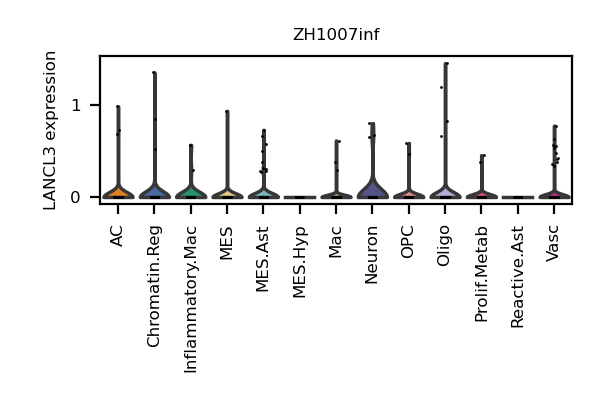 ZH1007inf
LANCL3 expression
1
0
AC
Chromatin.Reg
Inflammatory.Mac
MES
MES.Ast
MES.Hyp
Mac
Neuron
OPC
Oligo
Prolif.Metab
Reactive.Ast
Vasc